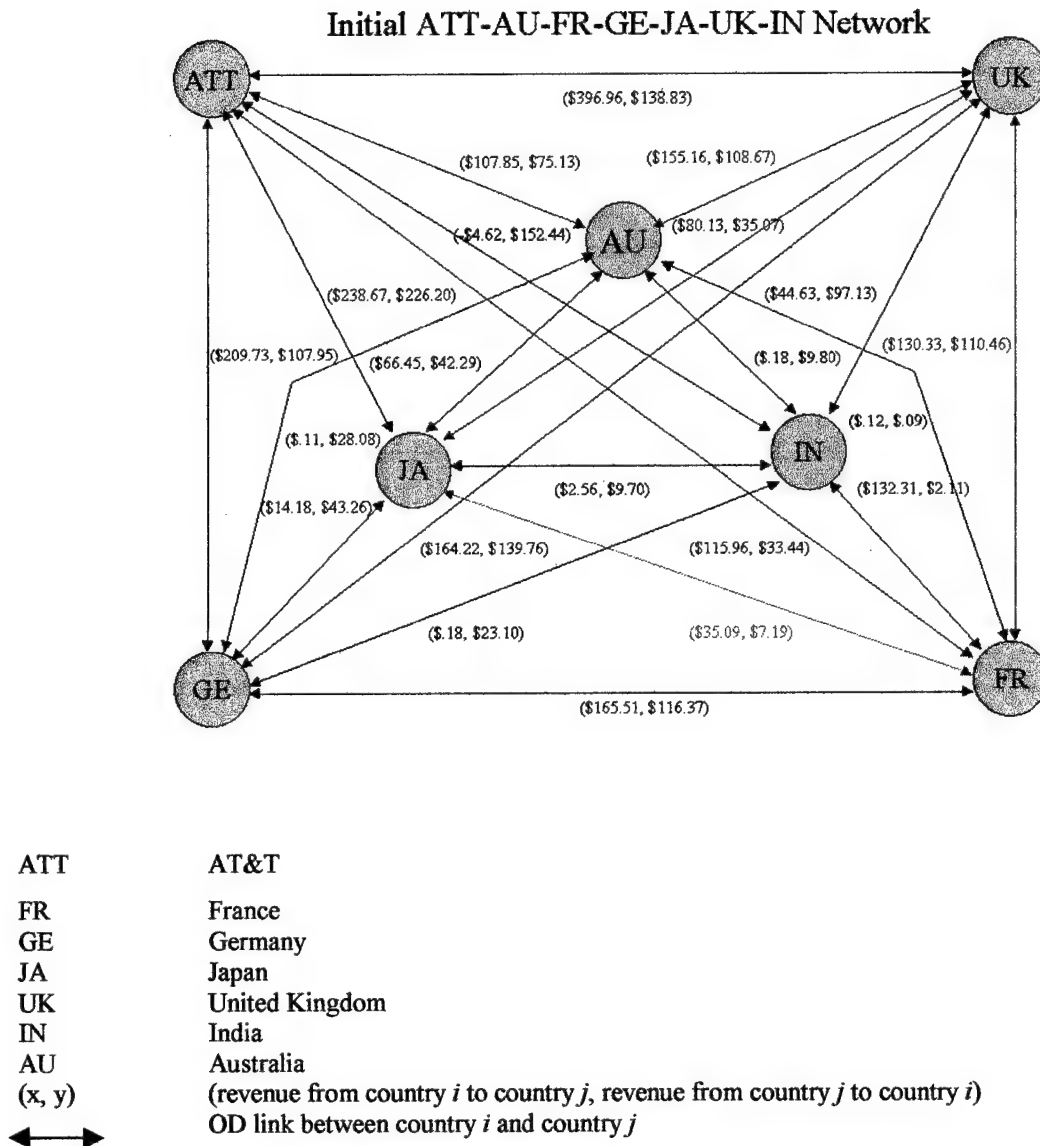 Initial ATT-AU-FR-GE-JA-UK-IN Network
ATT
UK
($396.96, $138.83)
($107.85, $75.13)
($155.16, $108.67)
AU
(-$4.62, $152.44)
($80.13, $35.07)
($238.67, $226.20)
($44.63, $97.13)
($209.73, $107.95)
($66.45, $42.29)
($.18, $9.80)
($130.33, $110.46)
($.11, $28.08)
JA
IN
($.12, $.09)
($2.56, $9.70)
($14.18, $43.26)
($132.31, $2.11)
($164.22, $139.76)
($115.96, $33.44)
($.18, $23.10)
($35.09, $7.19)
GE
FR
($165.51, $116.37)
ATT AT&T
FR France
GE Germany
JA Japan
UK United Kingdom
IN India
AU Australia
(x, y) (revenue from country i to country j, revenue from country j to country i)
OD link between country i and country j